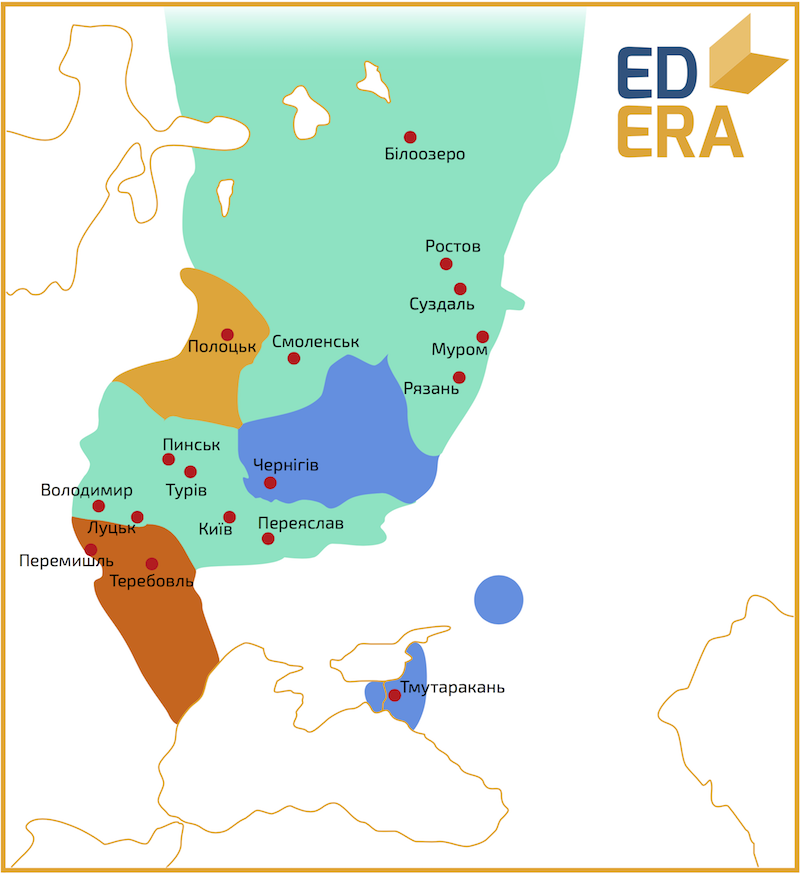 ED
ERA
Білоозеро
Ростов
Суздаль
Муром
Рязань
Полоцьк
Смоленськ
Пинськ
Турів
Чернігів
Володимир
Луцьк
Київ
Переяслав
Перемишль
Теребовль
Тмутаракань